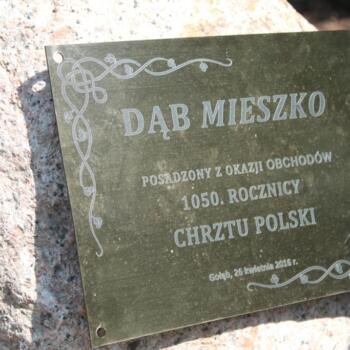 DĄB MIESZKO
POSADZONY Z OKAZJI OBCHODÓW
1050. ROCZNICY
CHRZTU POLSKI
Gołąb, 26 kwietnia 2016 r.